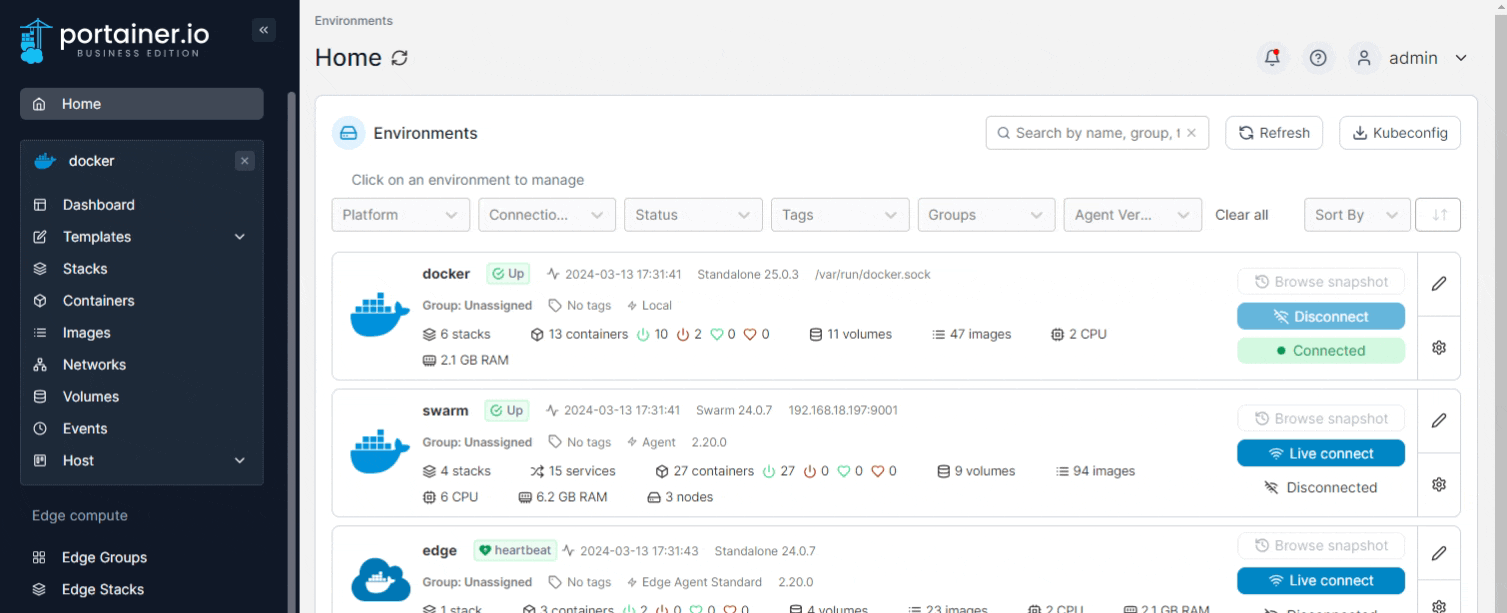 portainer.io
BUSINESS EDITION
Home
docker
Dashboard
Templates
Stacks
Containers
Images
Networks
Volumes
Events
Host
Edge compute
Edge Groups
Edge Stacks
Environments
Home
admin
Environments
Search by name, group, t
Refresh
Kubeconfig
Click on an environment to manage
Platform
Connectio...
Status
Tags
Groups
Agent Ver...
Clear all
Sort By
docker Up 2024-03-13 17:31:41 Standalone 25.0.3 /var/run/docker.sock
Group: Unassigned No tags Local
6 stacks 13 containers 10 2 0 0 11 volumes 47 images 2 CPU
2.1 GB RAM
Browse snapshot
Disconnect
Connected
swarm Up 2024-03-13 17:31:41 Swarm 24.0.7 192.168.18.197:9001
Group: Unassigned No tags Agent 2.20.0
4 stacks 15 services 27 containers 27 0 0 0 9 volumes 94 images
6 CPU 6.2 GB RAM 3 nodes
Browse snapshot
Live connect
Disconnected
edge heartbeat 2024-03-13 17:31:43 Standalone 24.0.7
Group: Unassigned No tags Edge Agent Standard 2.20.0
1 stack 3 containers 2 0 0 0 4 volumes 23 images 2 CPU 2.1 GB RAM
Browse snapshot
Live connect
Disconnected